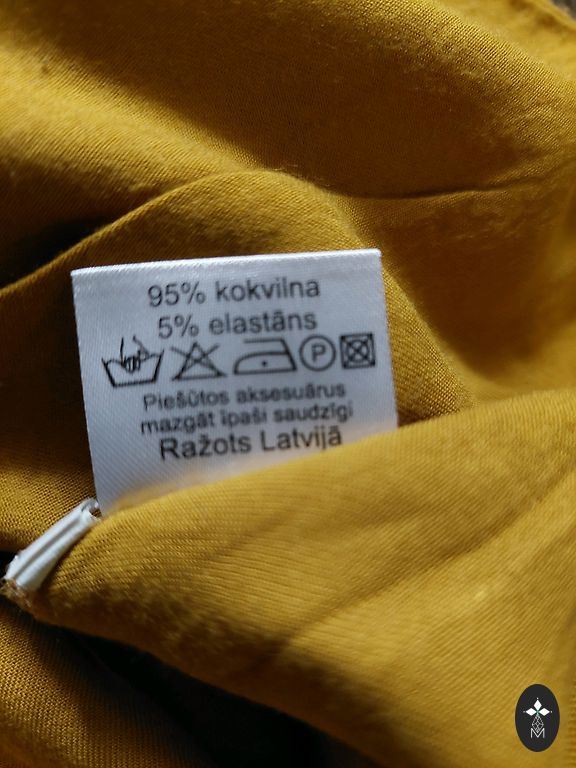 95% kokvilna
5% elastāns
P
Piešūtos aksesuārus
mazgāt īpaši saudzīgi
Ražots Latvijā
M